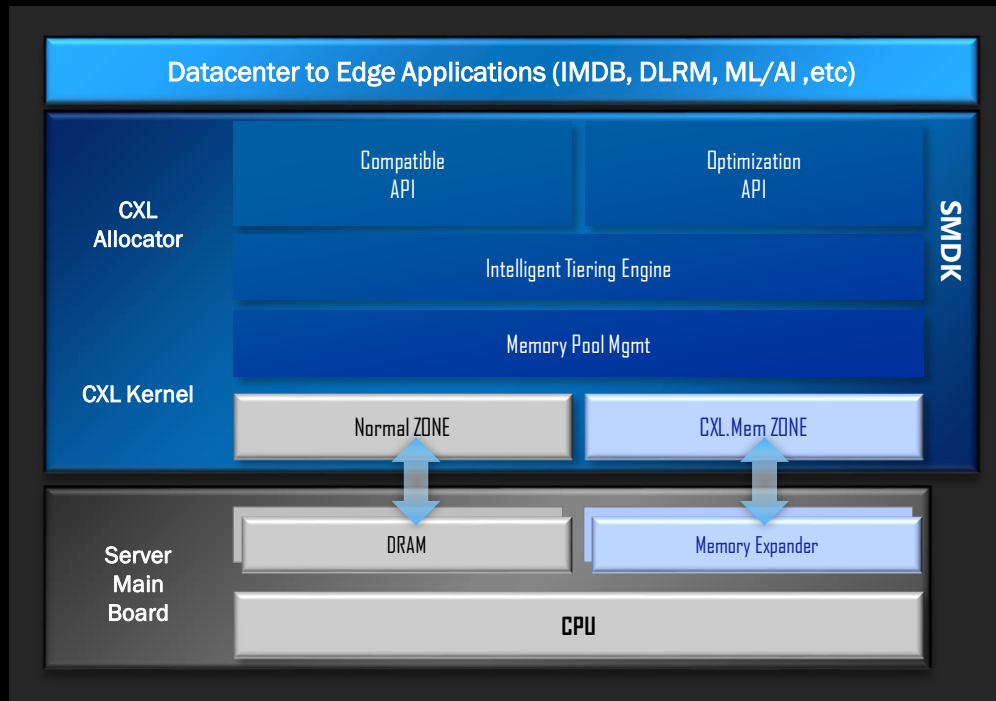 Datacenter to Edge Applications (IMDB, DLRM, ML/AI ,etc)
CXL
Allocator
Compatible
API
Optimization
API
SMDK
Intelligent Tiering Engine
Memory Pool Mgmt
CXL Kernel
Normal ZONE
CXL.Mem ZONE
Server
Main
Board
DRAM
Memory Expander
CPU